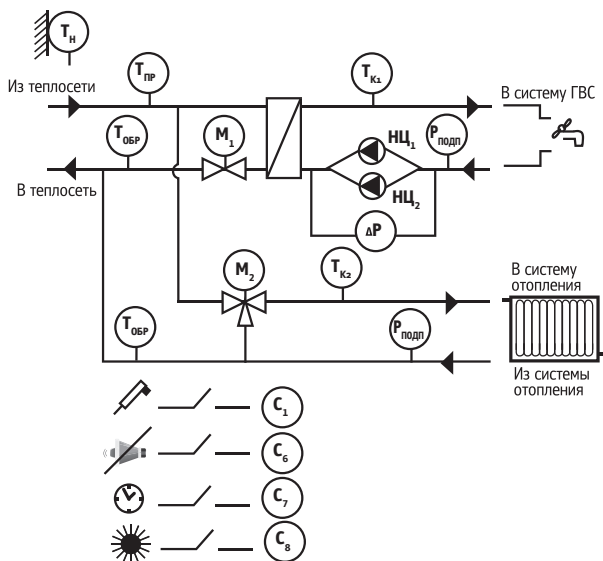 Tн
Из теплосети
Tпр
Tк1
В систему ГВС
Tобр
M1
НЦ1
Pподп
В теплосеть
НЦ2
ΔP
M2
Tк2
В систему
отопления
Tобр
Pподп
Из системы
отопления
C1
C6
C7
C8